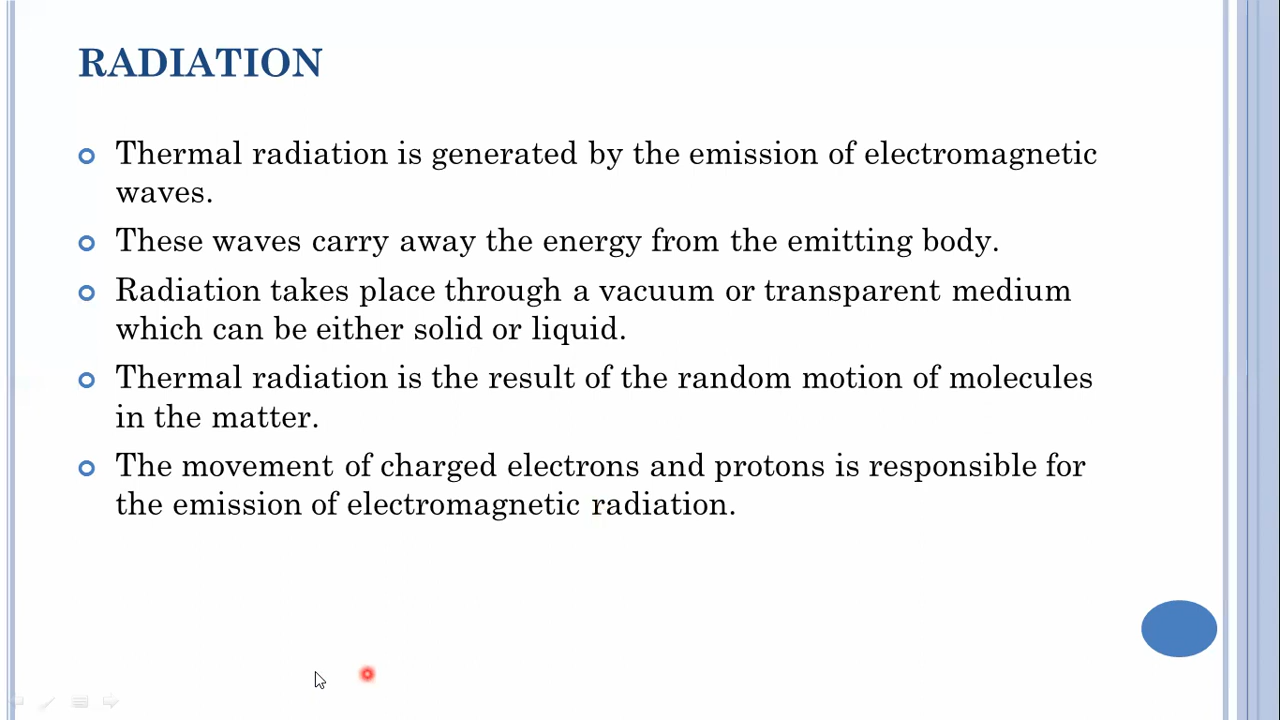 RADIATION
Thermal radiation is generated by the emission of electromagnetic
waves.
These waves carry away the energy from the emitting body.
Radiation takes place through a vacuum or transparent medium
which can be either solid or liquid.
Thermal radiation is the result of the random motion of molecules
in the matter.
The movement of charged electrons and protons is responsible for
the emission of electromagnetic radiation.